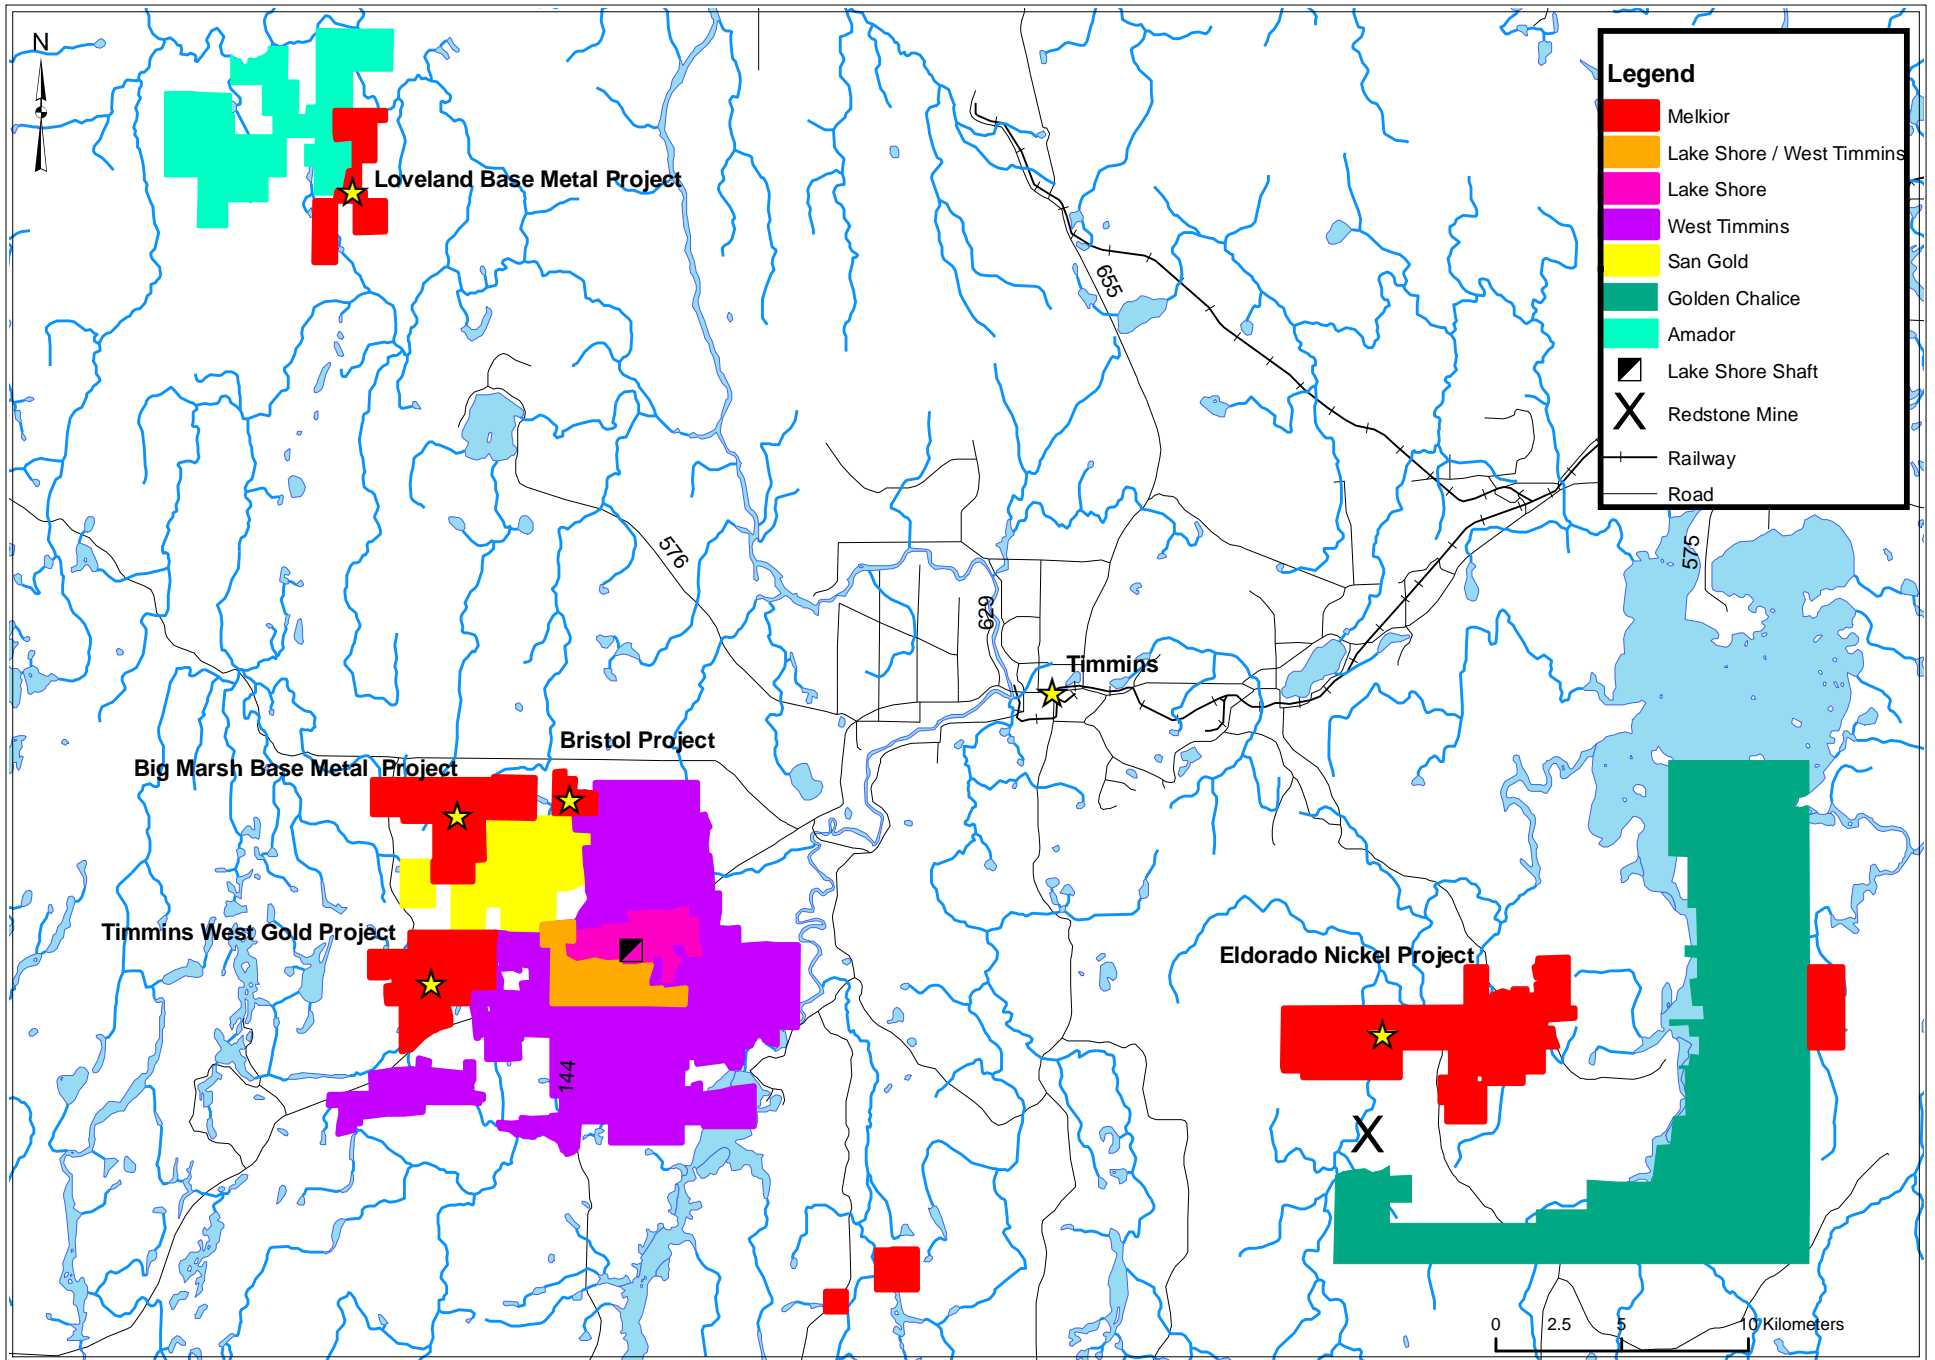 N
Legend
Melkior
Lake Shore / West Timmins
Lake Shore
West Timmins
San Gold
Golden Chalice
Amador
Lake Shore Shaft
X Redstone Mine
Railway
Road
Loveland Base Metal Project
655
576
575
629
Timmins
Bristol Project
Big Marsh Base Metal Project
Timmins West Gold Project
Eldorado Nickel Project
144
X
0 2.5 5 10 Kilometers